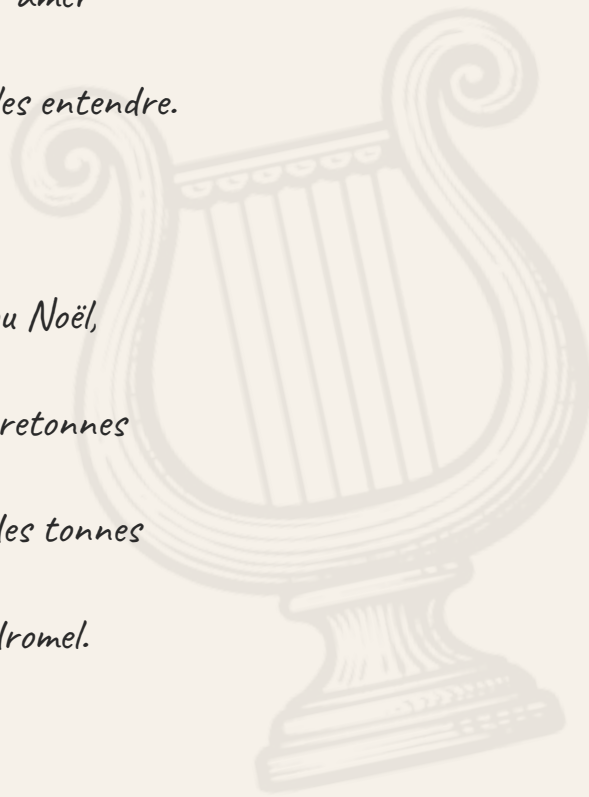 amer
les entendre.
u Noël,
retonnes
les tonnes
dromel.